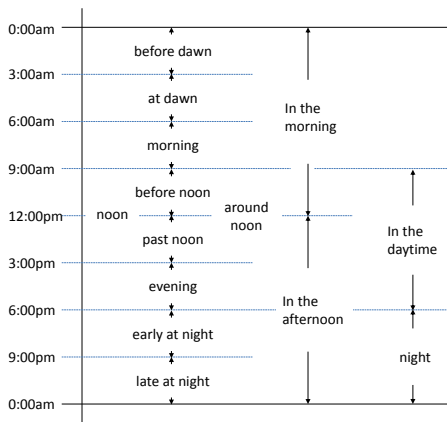 0:00am
before dawn
3:00am
at dawn
In the
morning
6:00am
morning
9:00am
before noon
12:00pm
noon
around
noon
past noon
In the
daytime
3:00pm
evening
In the
afternoon
6:00pm
early at night
9:00pm
night
late at night
0:00am